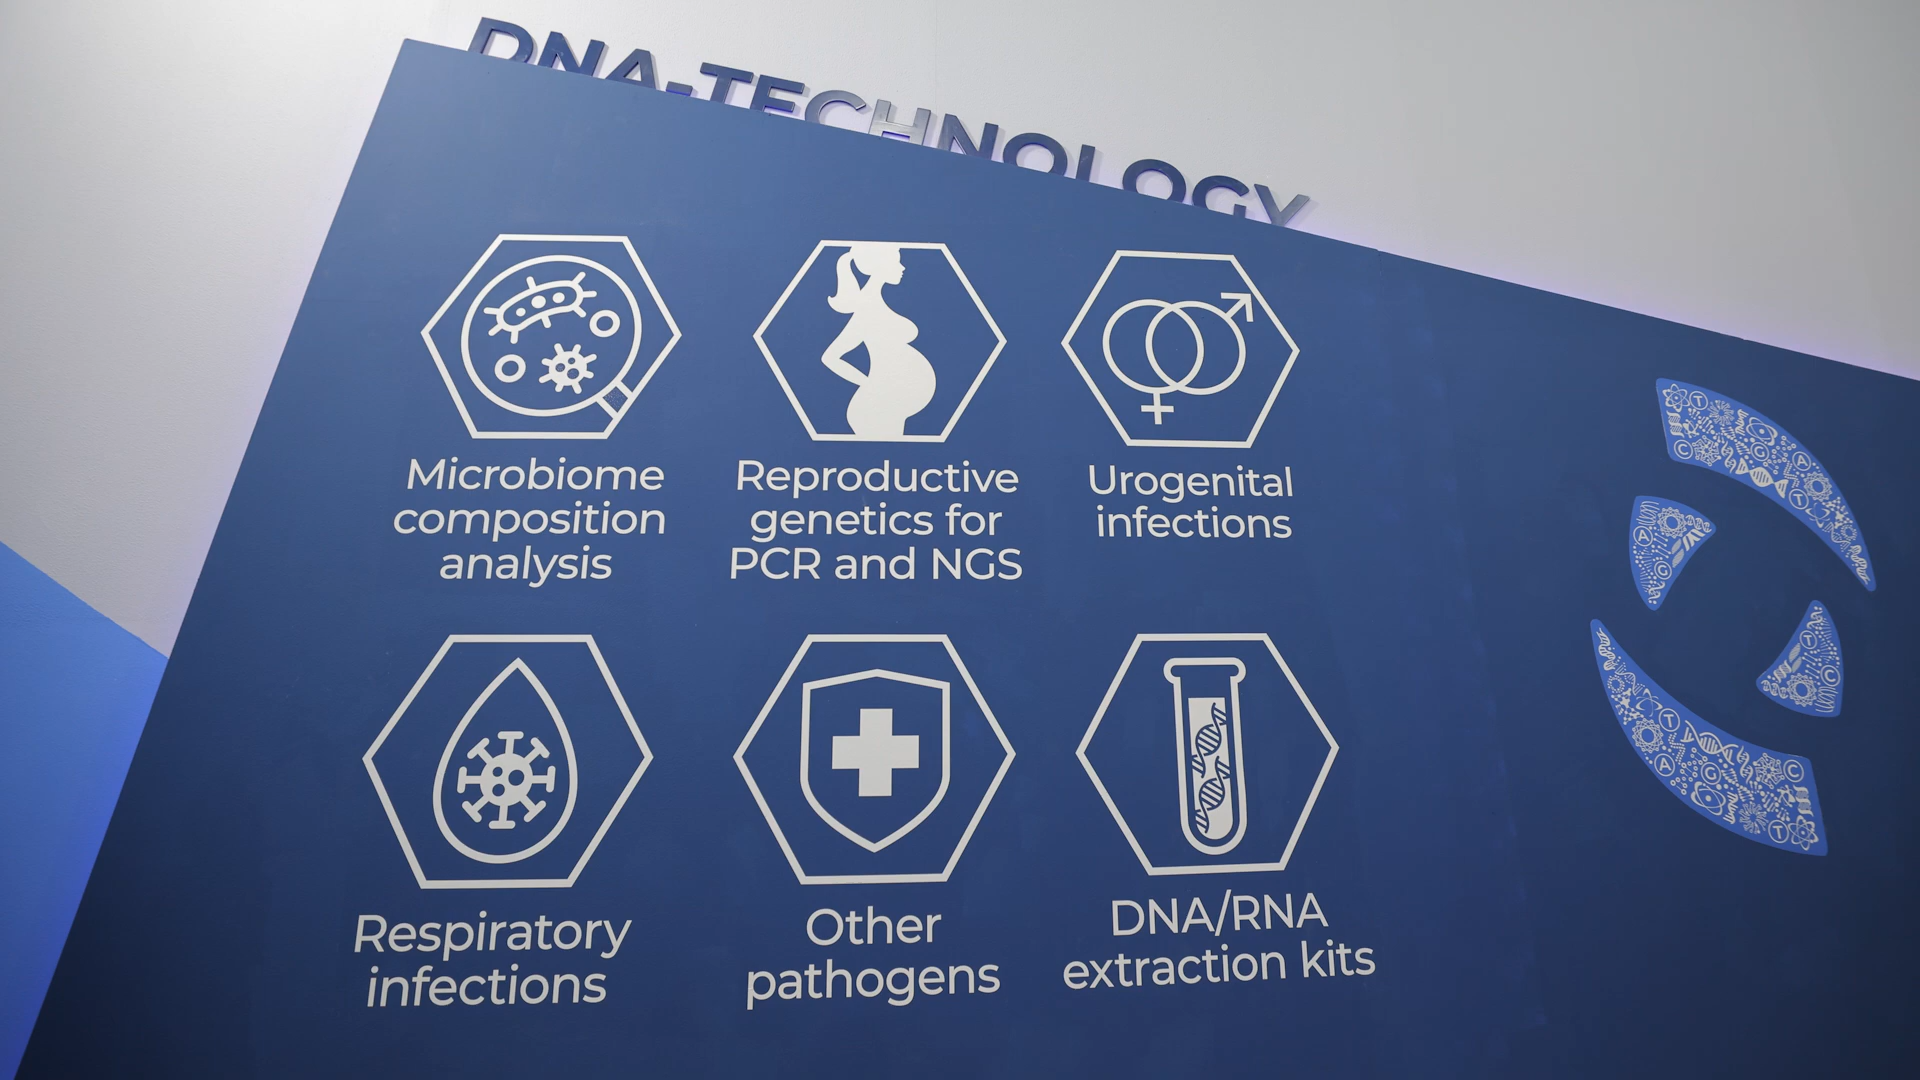 DNA-TECHNOLOGY
Microbiome
composition
analysis
Reproductive
genetics for
PCR and NGS
Urogenital
infections
Respiratory
infections
Other
pathogens
DNA/RNA
extraction kits